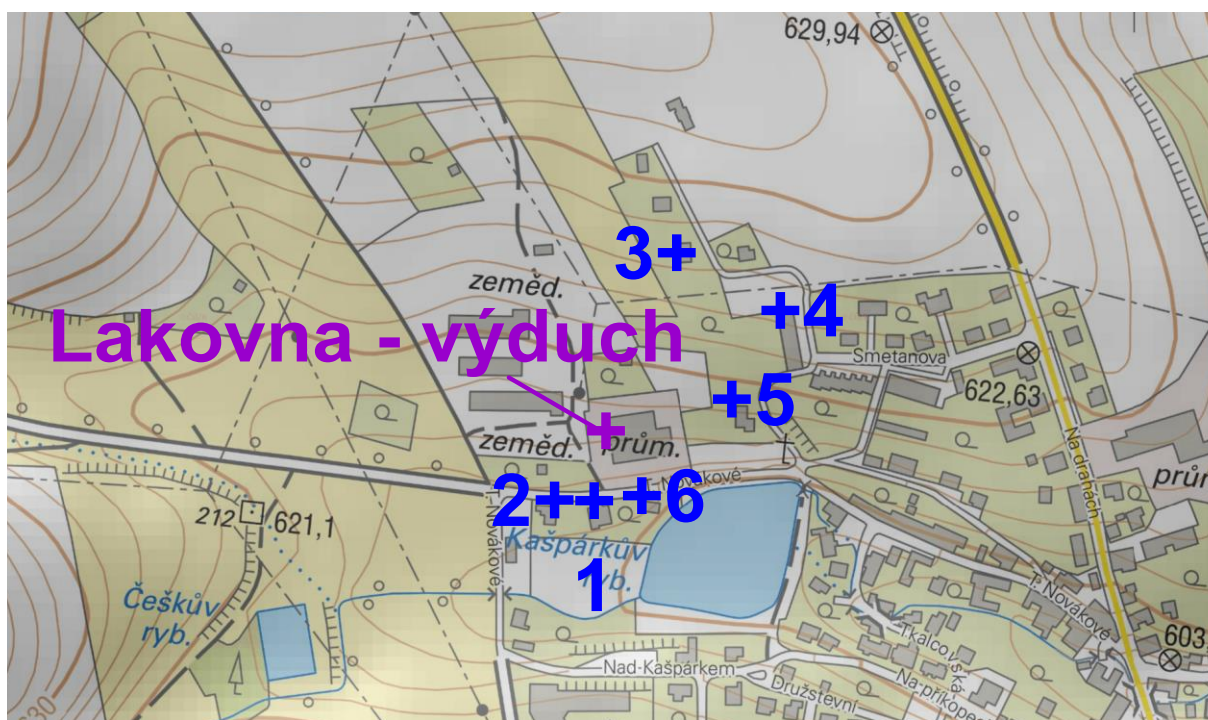 629,94
3+
zeměd.
+4
Lakovna - výduch
Smetanova
622,63
+5
+
zeměd.
prům.
Na drahách
2++ +6
T. Novákové
T. Novákové
212
621,1
Kašpárkův
ryb.
1
Češkův
ryb.
T. Novákové
Tkalcovská
603,
Nad Kašpárkem
Družstevní
Na příkopech
630